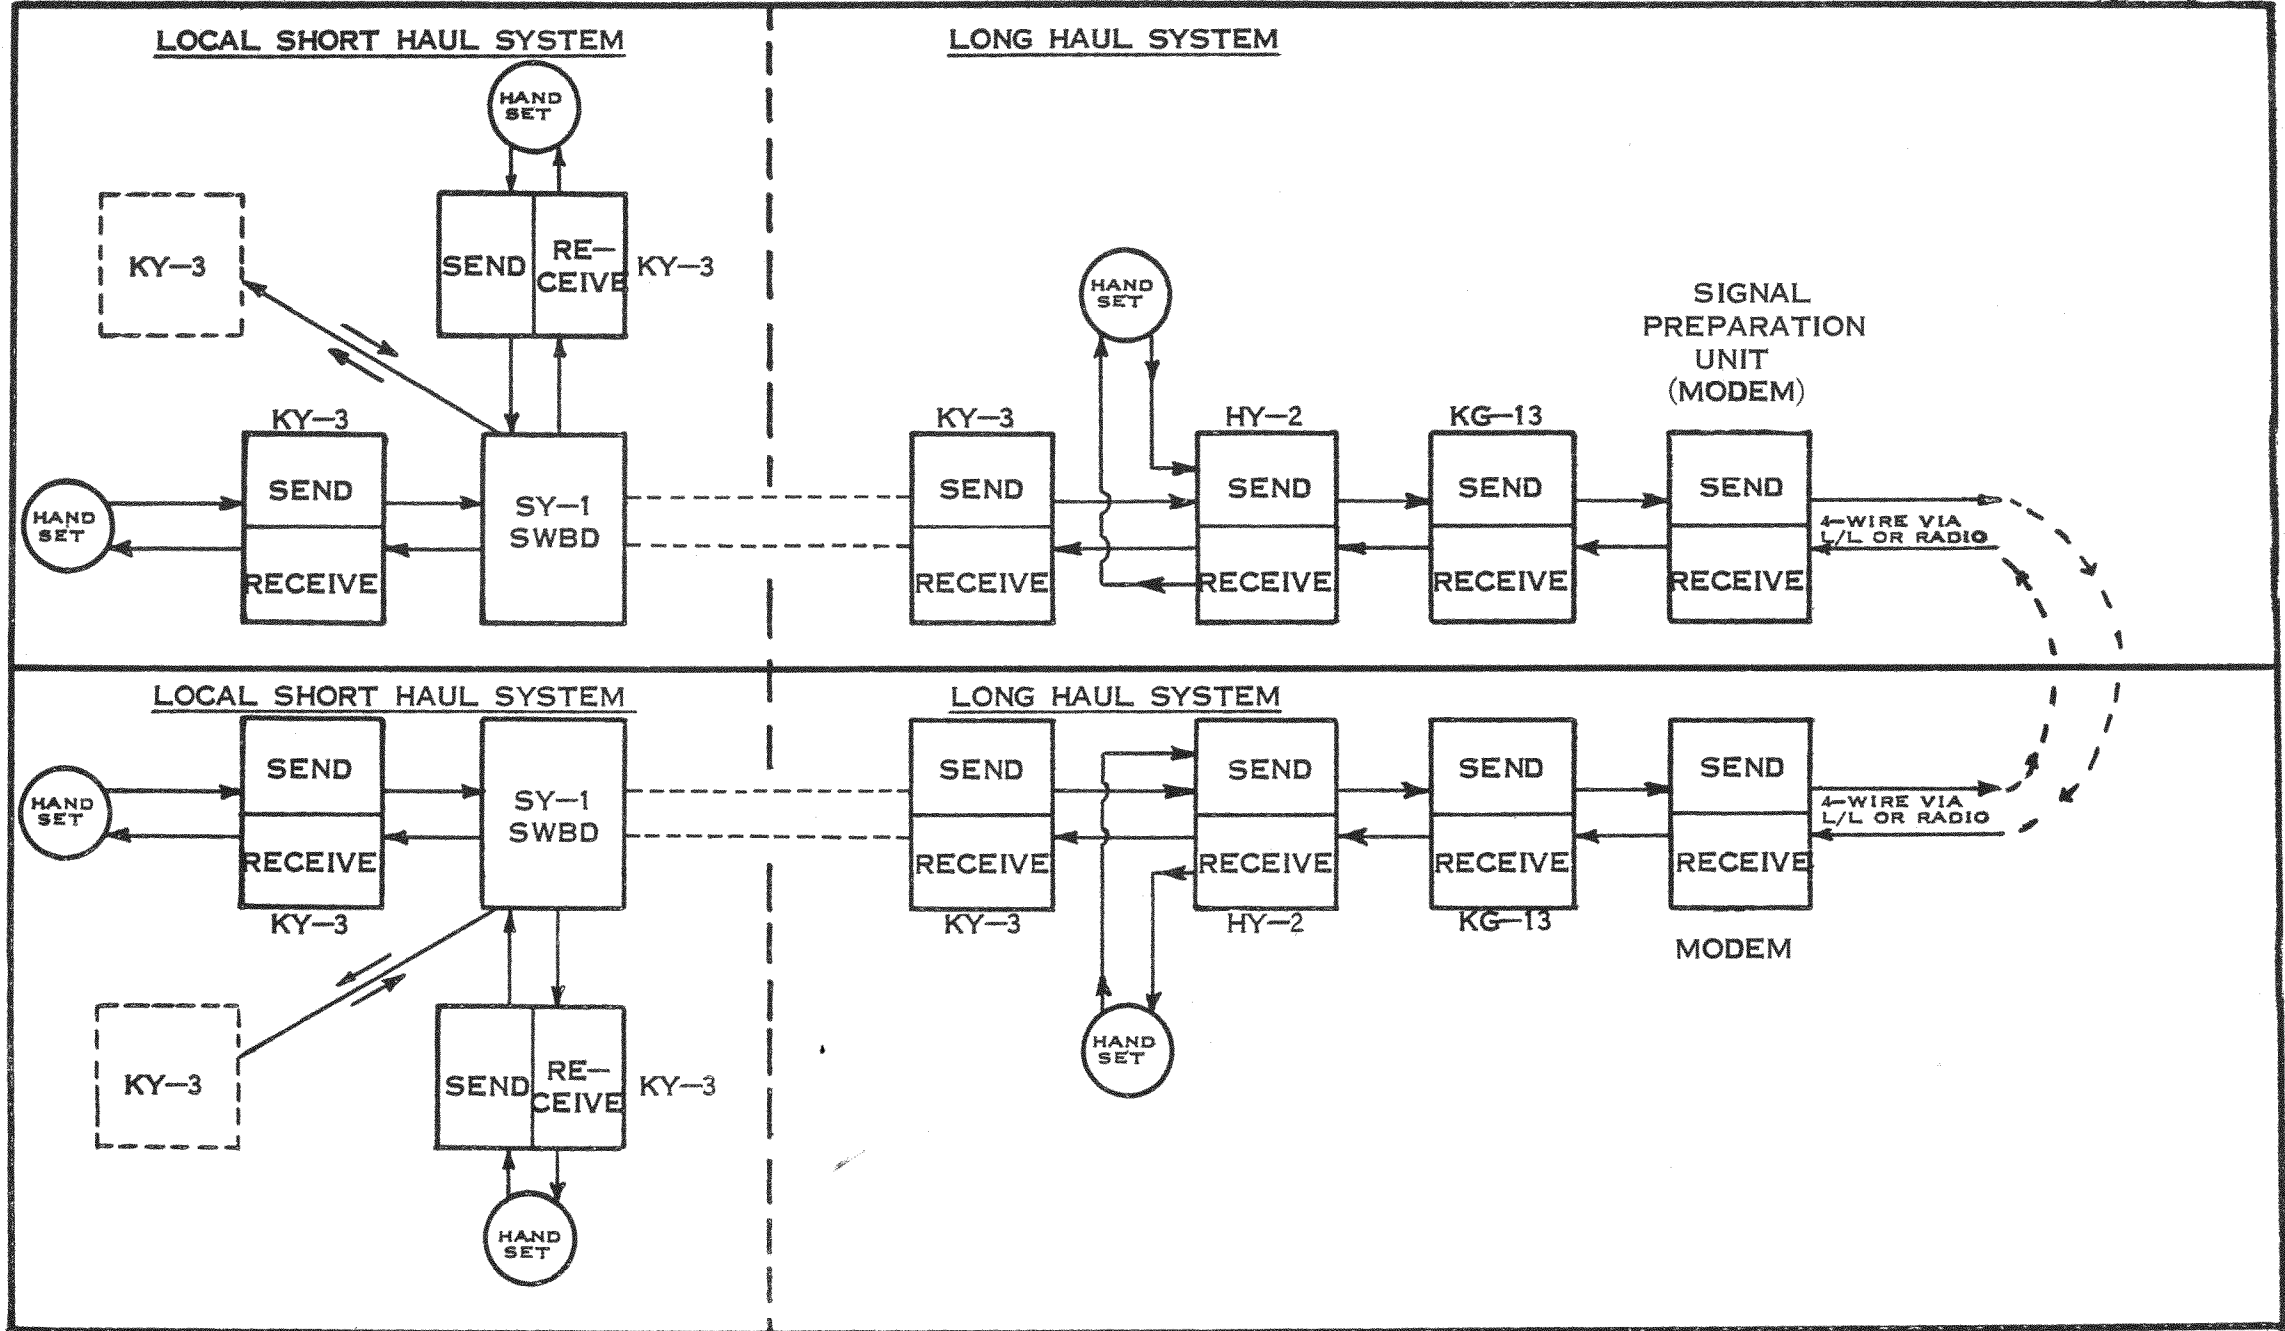 LOCAL SHORT HAUL SYSTEM
LONG HAUL SYSTEM
HAND
SET
KY-3
SEND
RE-
CEIVE
KY-3
HAND
SET
SIGNAL
PREPARATION
UNIT
(MODEM)
KY-3
KY-3
HY-2
KG-13
HAND
SET
SEND
RECEIVE
SY-1
SWBD
SEND
RECEIVE
SEND
RECEIVE
SEND
RECEIVE
SEND
RECEIVE
4-WIRE VIA
L/L OR RADIO
LOCAL SHORT HAUL SYSTEM
LONG HAUL SYSTEM
HAND
SET
SEND
RECEIVE
KY-3
SY-1
SWBD
SEND
RECEIVE
KY-3
SEND
RECEIVE
HY-2
SEND
RECEIVE
KG-13
SEND
RECEIVE
MODEM
4-WIRE VIA
L/L OR RADIO
KY-3
SEND
RE-
CEIVE
KY-3
HAND
SET
HAND
SET